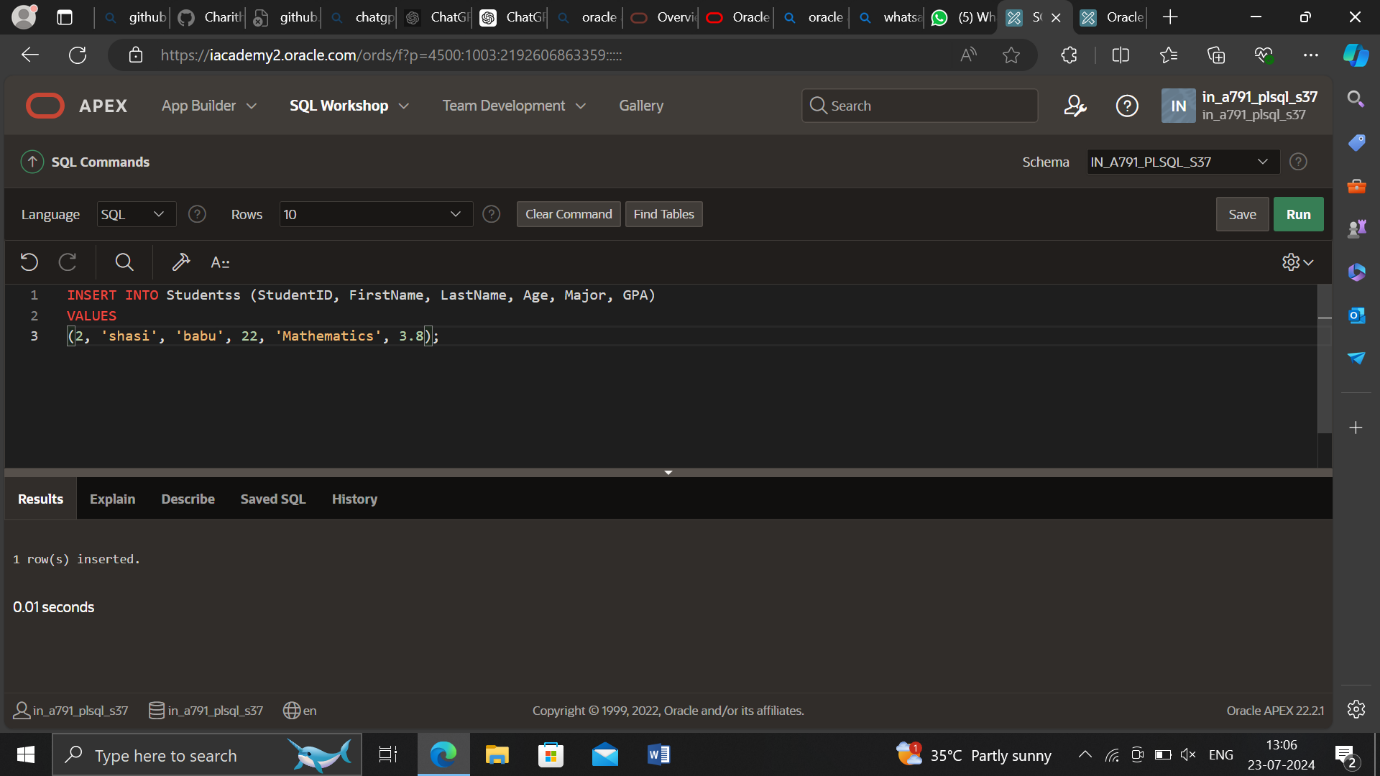 github
Charith
github
chatgp
ChatGP
ChatGP
oracle
Overvi
Oracle
oracle
whatsa
(5) Wh
Oracle
https://iacademy2.oracle.com/ords/f?p=4500:1003:2192606863359:::::
APEX
App Builder
SQL Workshop
Team Development
Gallery
Search
IN
in_a791_plsql_s37
in_a791_plsql_s37
SQL Commands
Schema
IN_A791_PLSQL_S37
Language
SQL
Rows
10
Clear Command
Find Tables
Save
Run
1 INSERT INTO Studentss (StudentID, FirstName, LastName, Age, Major, GPA)
2 VALUES
3 (2, 'shasi', 'babu', 22, 'Mathematics', 3.8);
Results
Explain
Describe
Saved SQL
History
1 row(s) inserted.
0.01 seconds
in_a791_plsql_s37
in_a791_plsql_s37
en
Copyright © 1999, 2022, Oracle and/or its affiliates.
Oracle APEX 22.2.1
Type here to search
1
35°C Partly sunny
ENG
13:06
23-07-2024
2